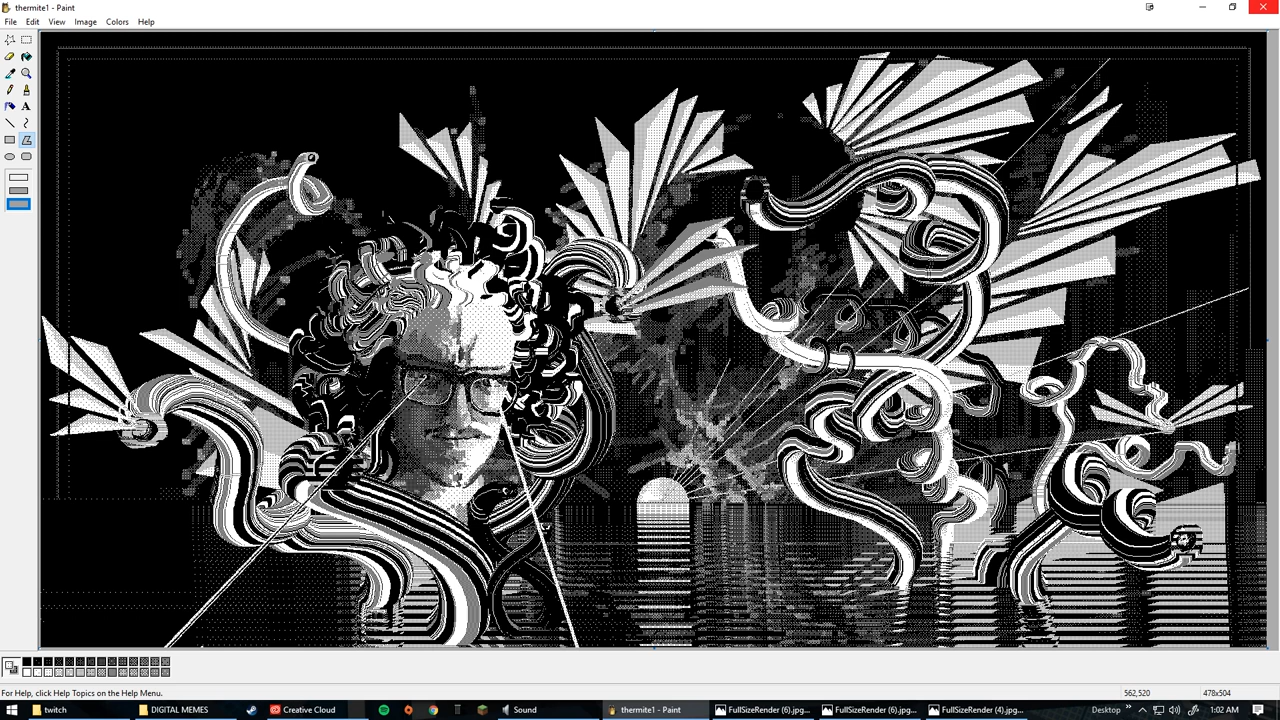 thermite1 - Paint
File Edit View Image Colors Help
A
For Help, click Help Topics on the Help Menu.
562,520
478x504
twitch
DIGITAL MEMES
Creative Cloud
Sound
thermite1 - Paint
FullSizeRender (6).jpg...
FullSizeRender (6).jpg...
FullSizeRender (4).jpg...
Desktop
1:02 AM